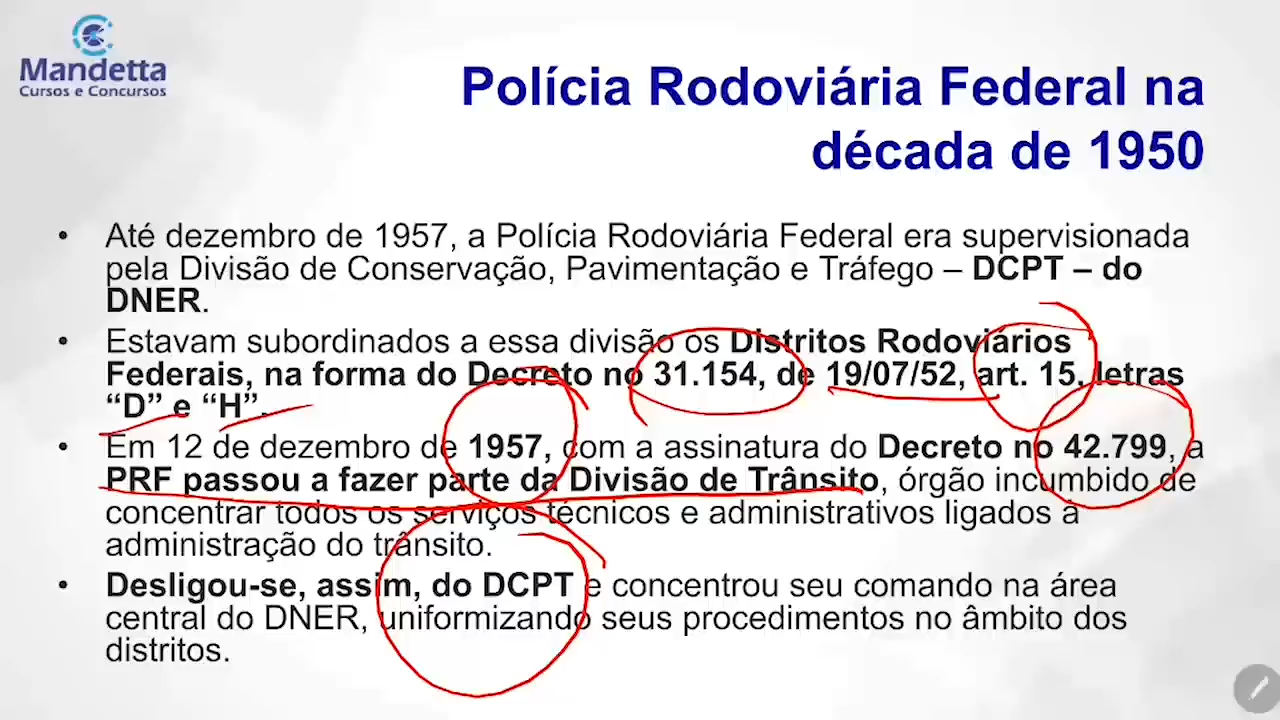 Mandetta
Cursos e Concursos
Polícia Rodoviária Federal na
década de 1950
• Até dezembro de 1957, a Polícia Rodoviária Federal era supervisionada
pela Divisão de Conservação, Pavimentação e Tráfego – DCPT – do
DNER.
• Estavam subordinados a essa divisão os Distritos Rodoviários
Federais, na forma do Decreto no 31.154, de 19/07/52, art. 15, letras
“D” e “H”.
• Em 12 de dezembro de 1957, com a assinatura do Decreto no 42.799, a
PRF passou a fazer parte da Divisão de Trânsito, órgão incumbido de
concentrar todos os serviços técnicos e administrativos ligados à
administração do trânsito.
• Desligou-se, assim, do DCPT e concentrou seu comando na área
central do DNER, uniformizando seus procedimentos no âmbito dos
distritos.